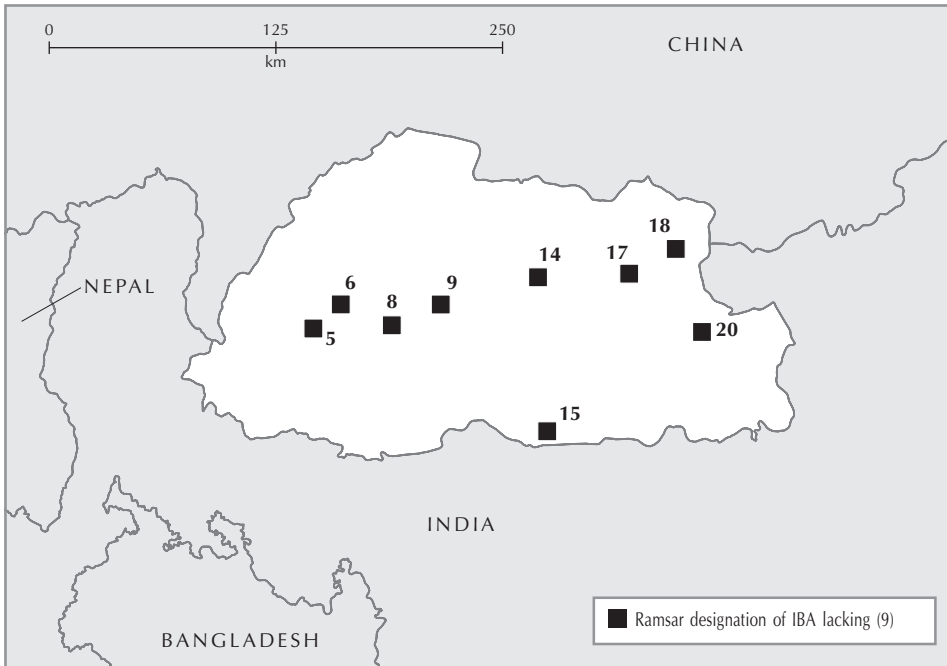 0 125 250
km
CHINA
18
14 17
6 9
NEPAL
8
5
20
15
INDIA
Ramsar designation of IBA lacking (9)
BANGLADESH